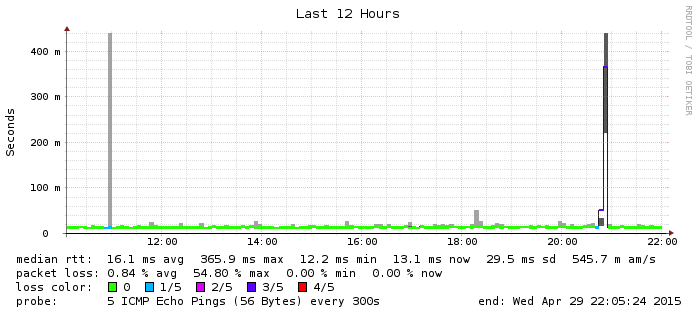 Last 12 Hours
RRDTOOL / TOBI OETIKER
Seconds
400 m
300 m
200 m
100 m
0
12:00 14:00 16:00 18:00 20:00 22:00
median rtt: 16.1 ms avg 365.9 ms max 12.2 ms min 13.1 ms now 29.5 ms sd 545.7 m am/s
packet loss: 0.84 % avg 54.80 % max 0.00 % min 0.00 % now
loss color: 0 1/5 2/5 3/5 4/5
probe: 5 ICMP Echo Pings (56 Bytes) every 300s end: Wed Apr 29 22:05:24 2015